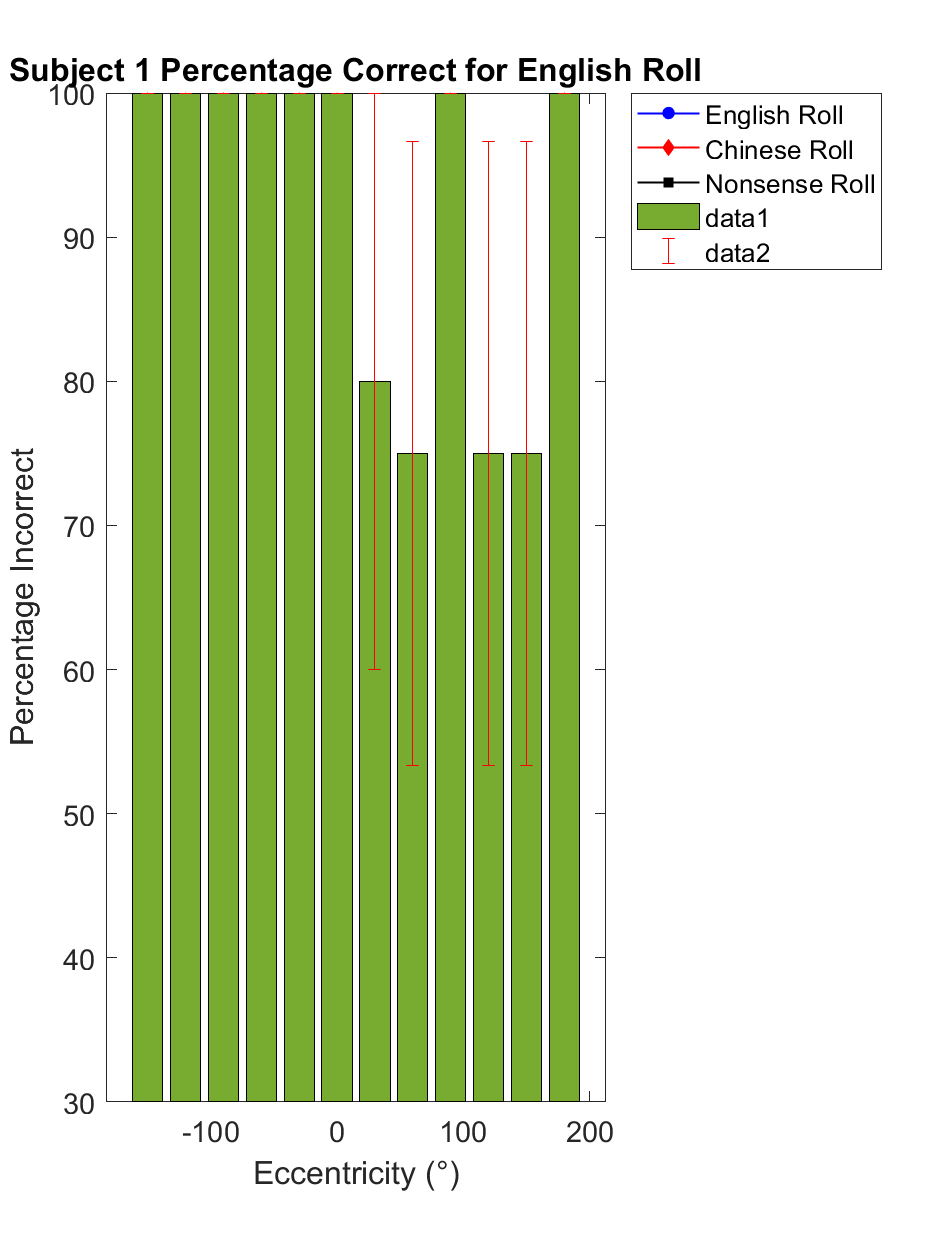 Subject 1 Percentage Correct for English Roll
100
90
80
70
60
50
40
30
Percentage Incorrect
-100
0
100
200
Eccentricity (°)
English Roll
Chinese Roll
Nonsense Roll
data1
data2